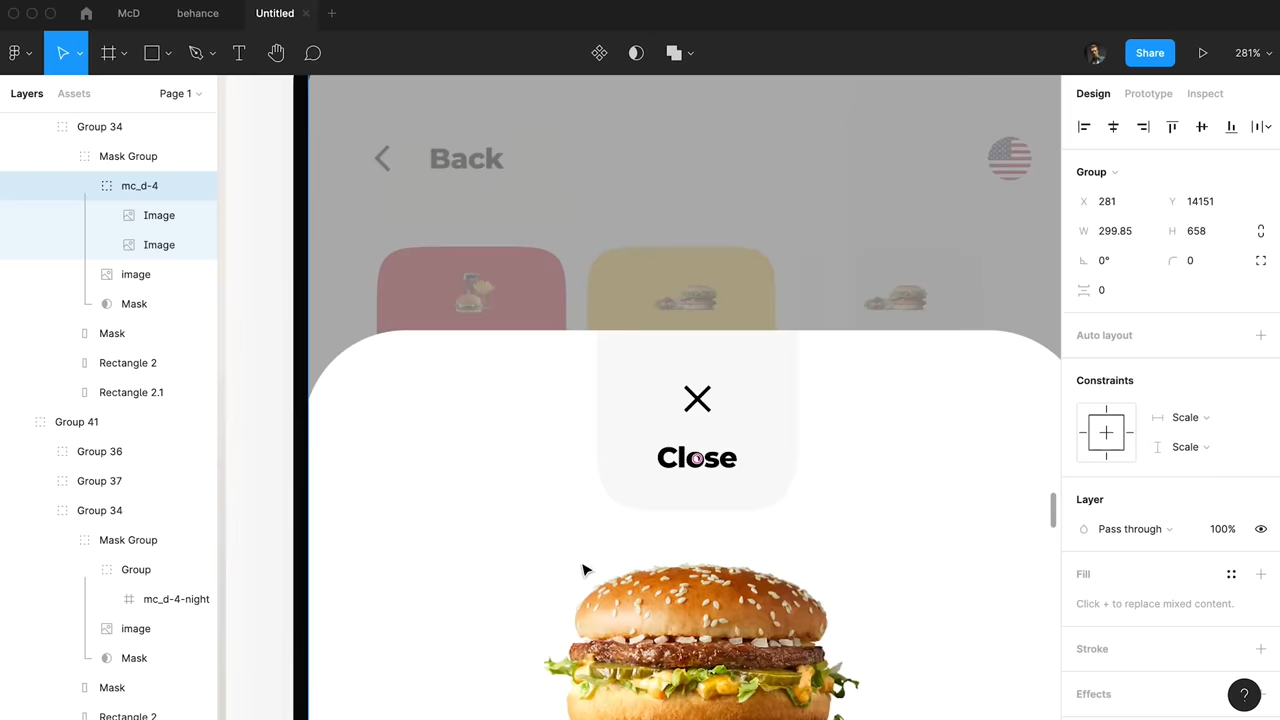 McD
behance
Untitled
Share
281%
Layers
Assets
Page 1
Group 34
Mask Group
mc_d-4
Image
Image
image
Mask
Mask
Rectangle 2
Rectangle 2.1
Group 41
Group 36
Group 37
Group 34
Mask Group
Group
mc_d-4-night
image
Mask
Mask
Rectangle 2
Back
Close
Design
Prototype
Inspect
Group
X 281
Y 14151
W 299.85
H 658
0°
0
0
Auto layout
Constraints
Scale
Scale
Layer
Pass through
100%
Fill
Click + to replace mixed content.
Stroke
Effects
?